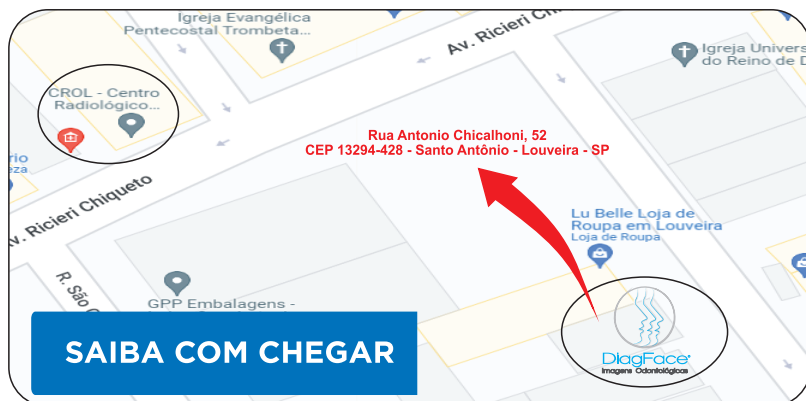 Igreja Evangélica
Pentecostal Trombeta...
Av. Ricieri Chi
Igreja Univers
do Reino de D
CROL - Centro
Radiológico...
rio
eza
Rua Antonio Chicalhoni, 52
CEP 13294-428 - Santo Antônio - Louveira - SP
Av. Ricieri Chiqueto
Lu Belle Loja de
Roupa em Louveira
Loja de Roupa
R. São
GPP Embalagens -
SAIBA COM CHEGAR
DiagFace®
Imagens Odontológicas